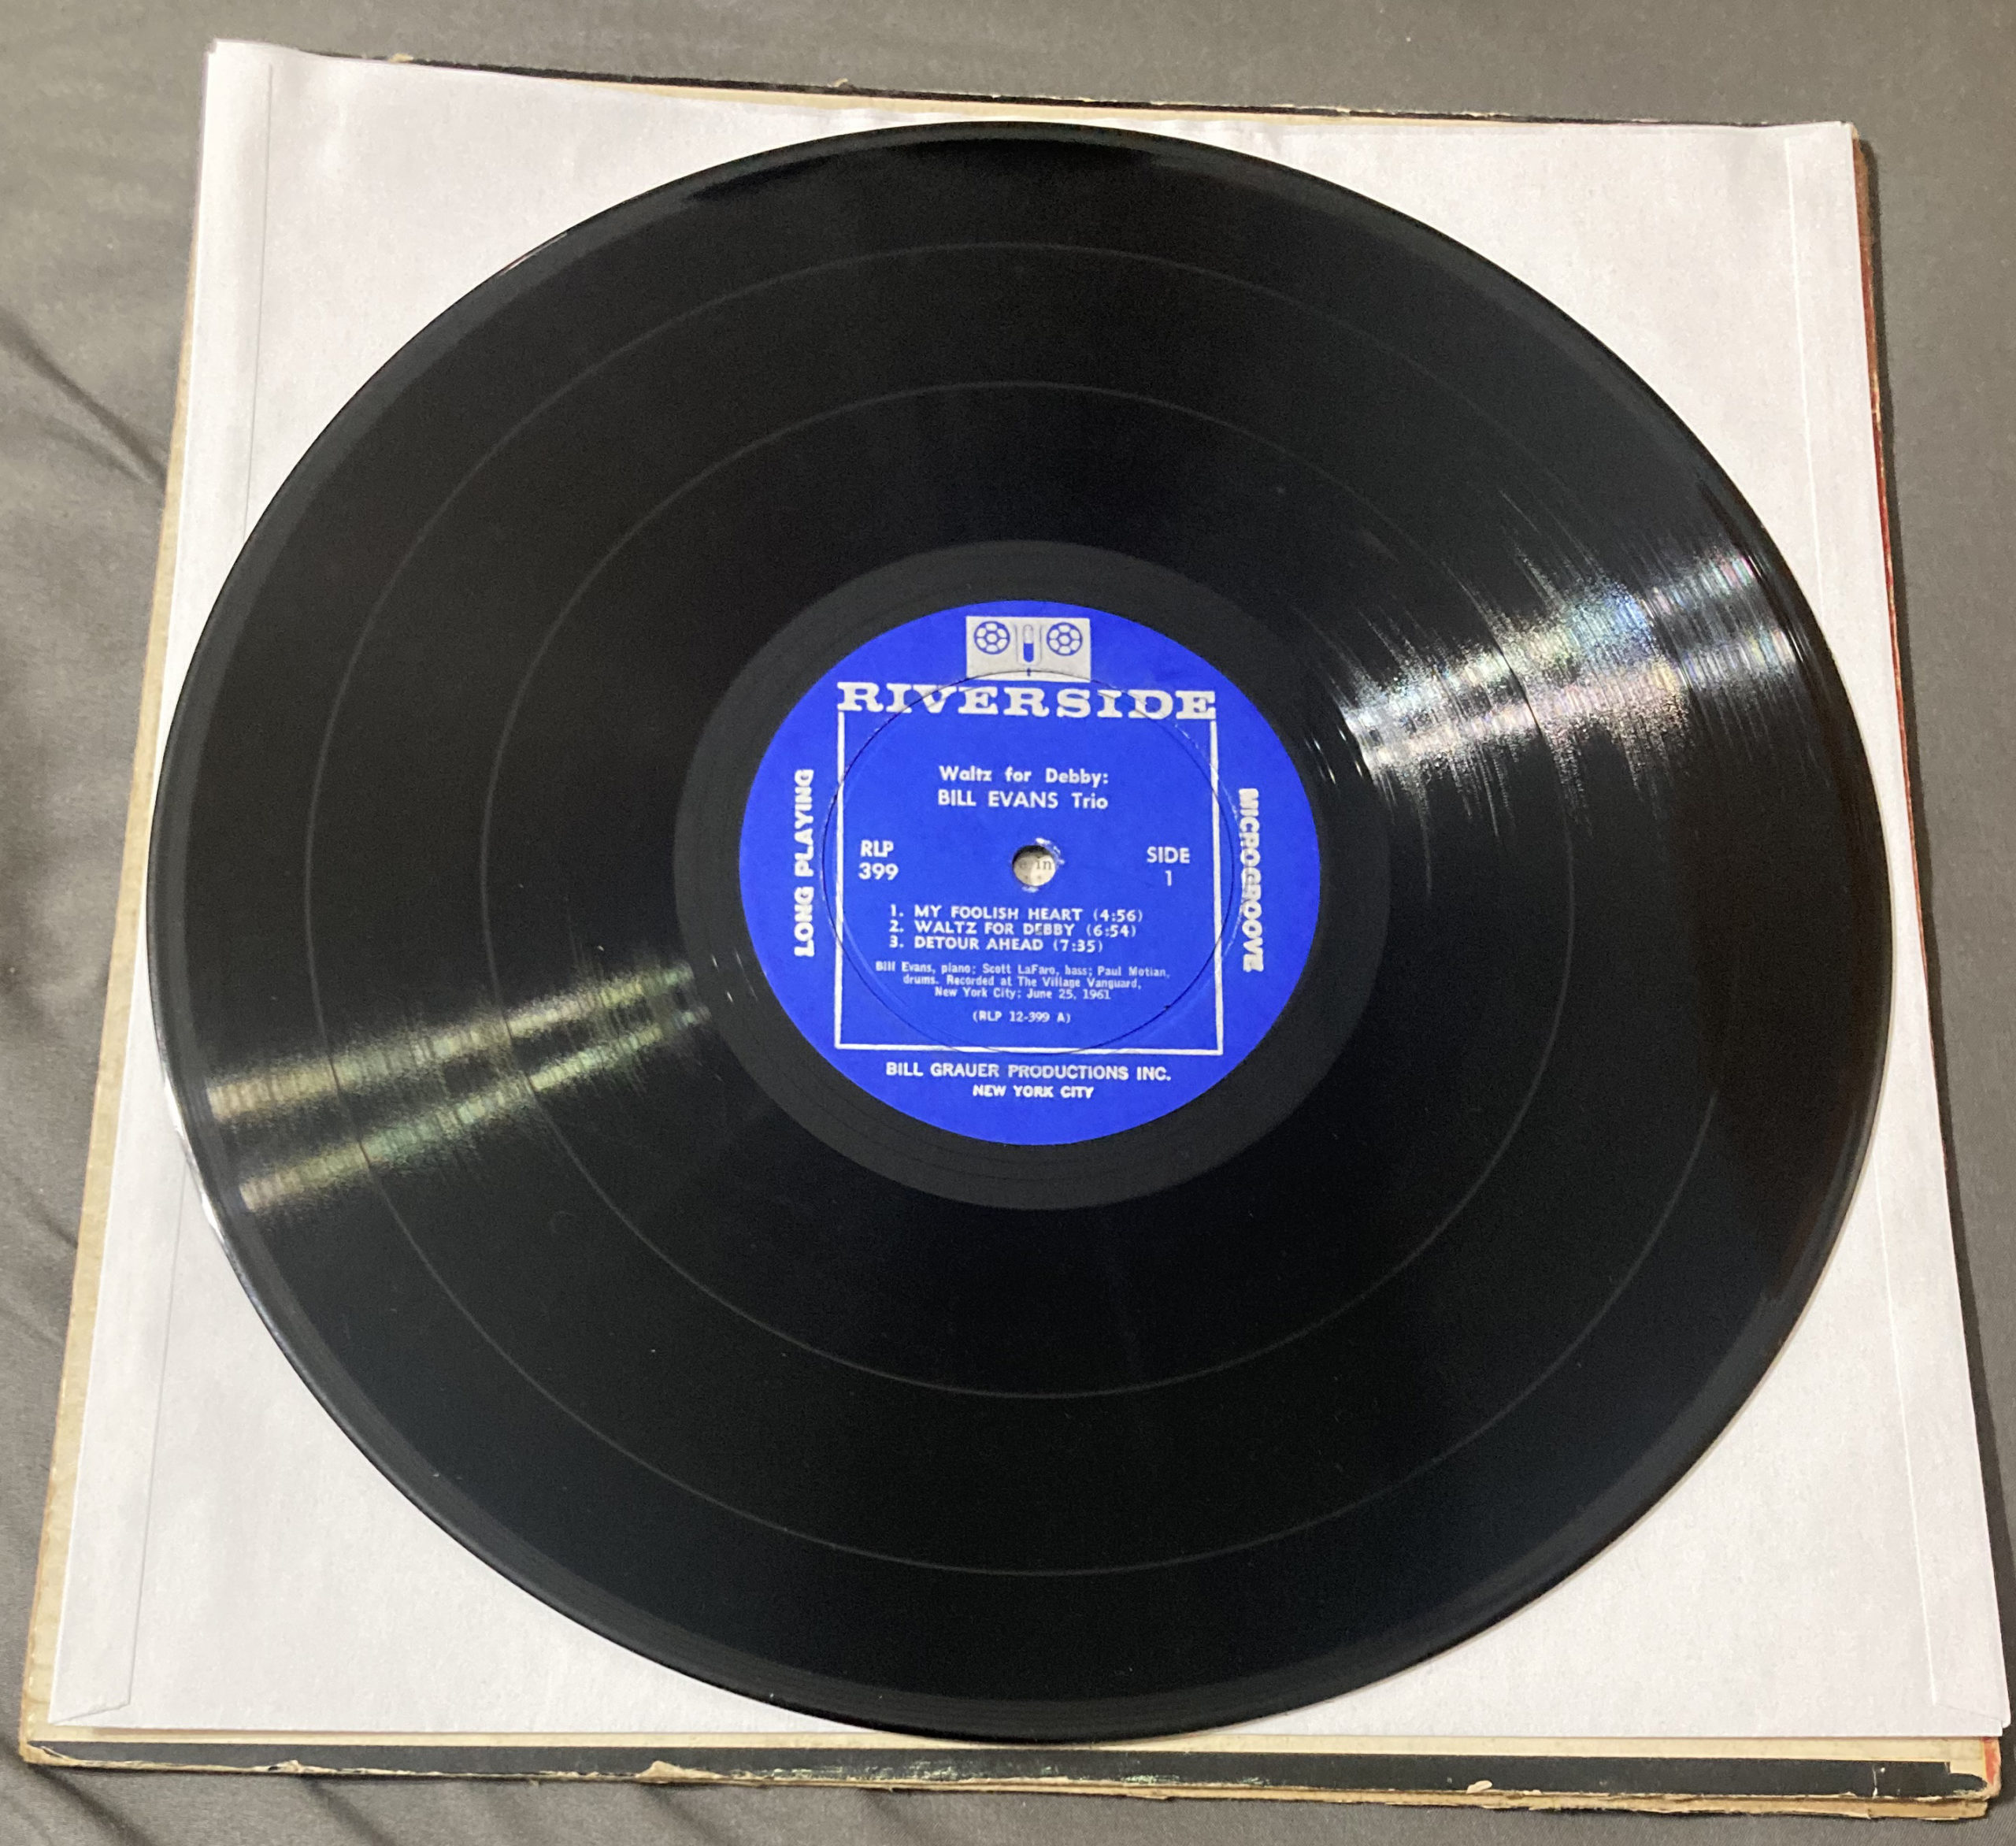 RIVERSIDE
Waltz for Debby:
BILL EVANS Trio
LONG PLAYING
MICROGROOVE
RLP
399
SIDE
1
in
1. MY FOOLISH HEART (4:56)
2. WALTZ FOR DEBBY (6:54)
3. DETOUR AHEAD (7:35)
Bill Evans, piano; Scott LaFaro, bass; Paul Motian,
drums. Recorded at The Village Vanguard,
New York City; June 25, 1961
(RLP 12-399 A)
BILL GRAUER PRODUCTIONS INC.
NEW YORK CITY